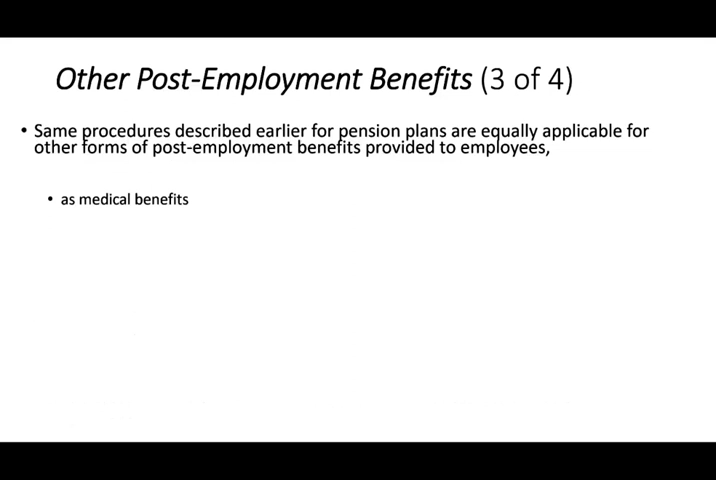 Other Post-Employment Benefits (3 of 4)
• Same procedures described earlier for pension plans are equally applicable for
other forms of post-employment benefits provided to employees,
• as medical benefits